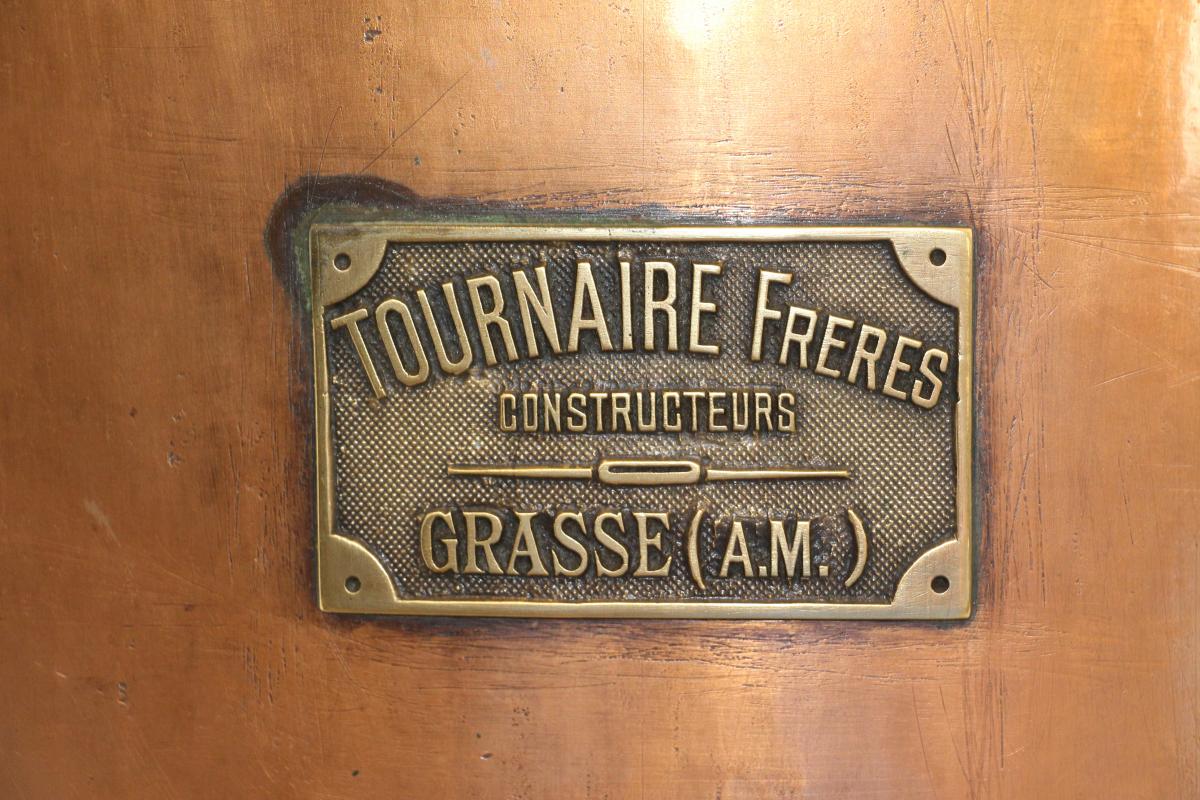 TOURNAIRE FRERES
CONSTRUCTEURS
GRASSE (A.M.)